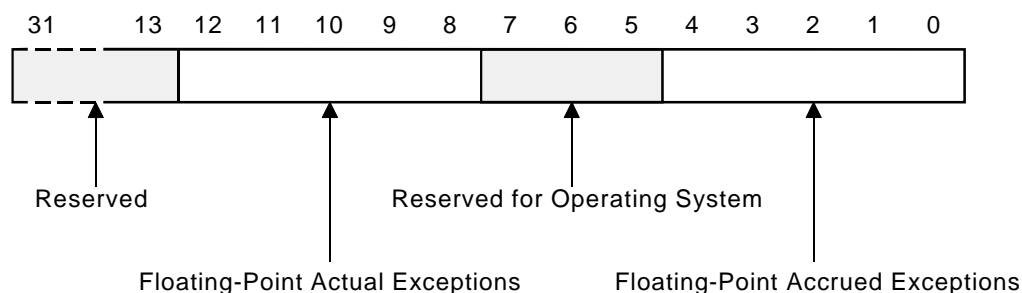 31 13 12 11 10 9 8 7 6 5 4 3 2 1 0
Reserved Reserved for Operating System
Floating-Point Actual Exceptions Floating-Point Accrued Exceptions